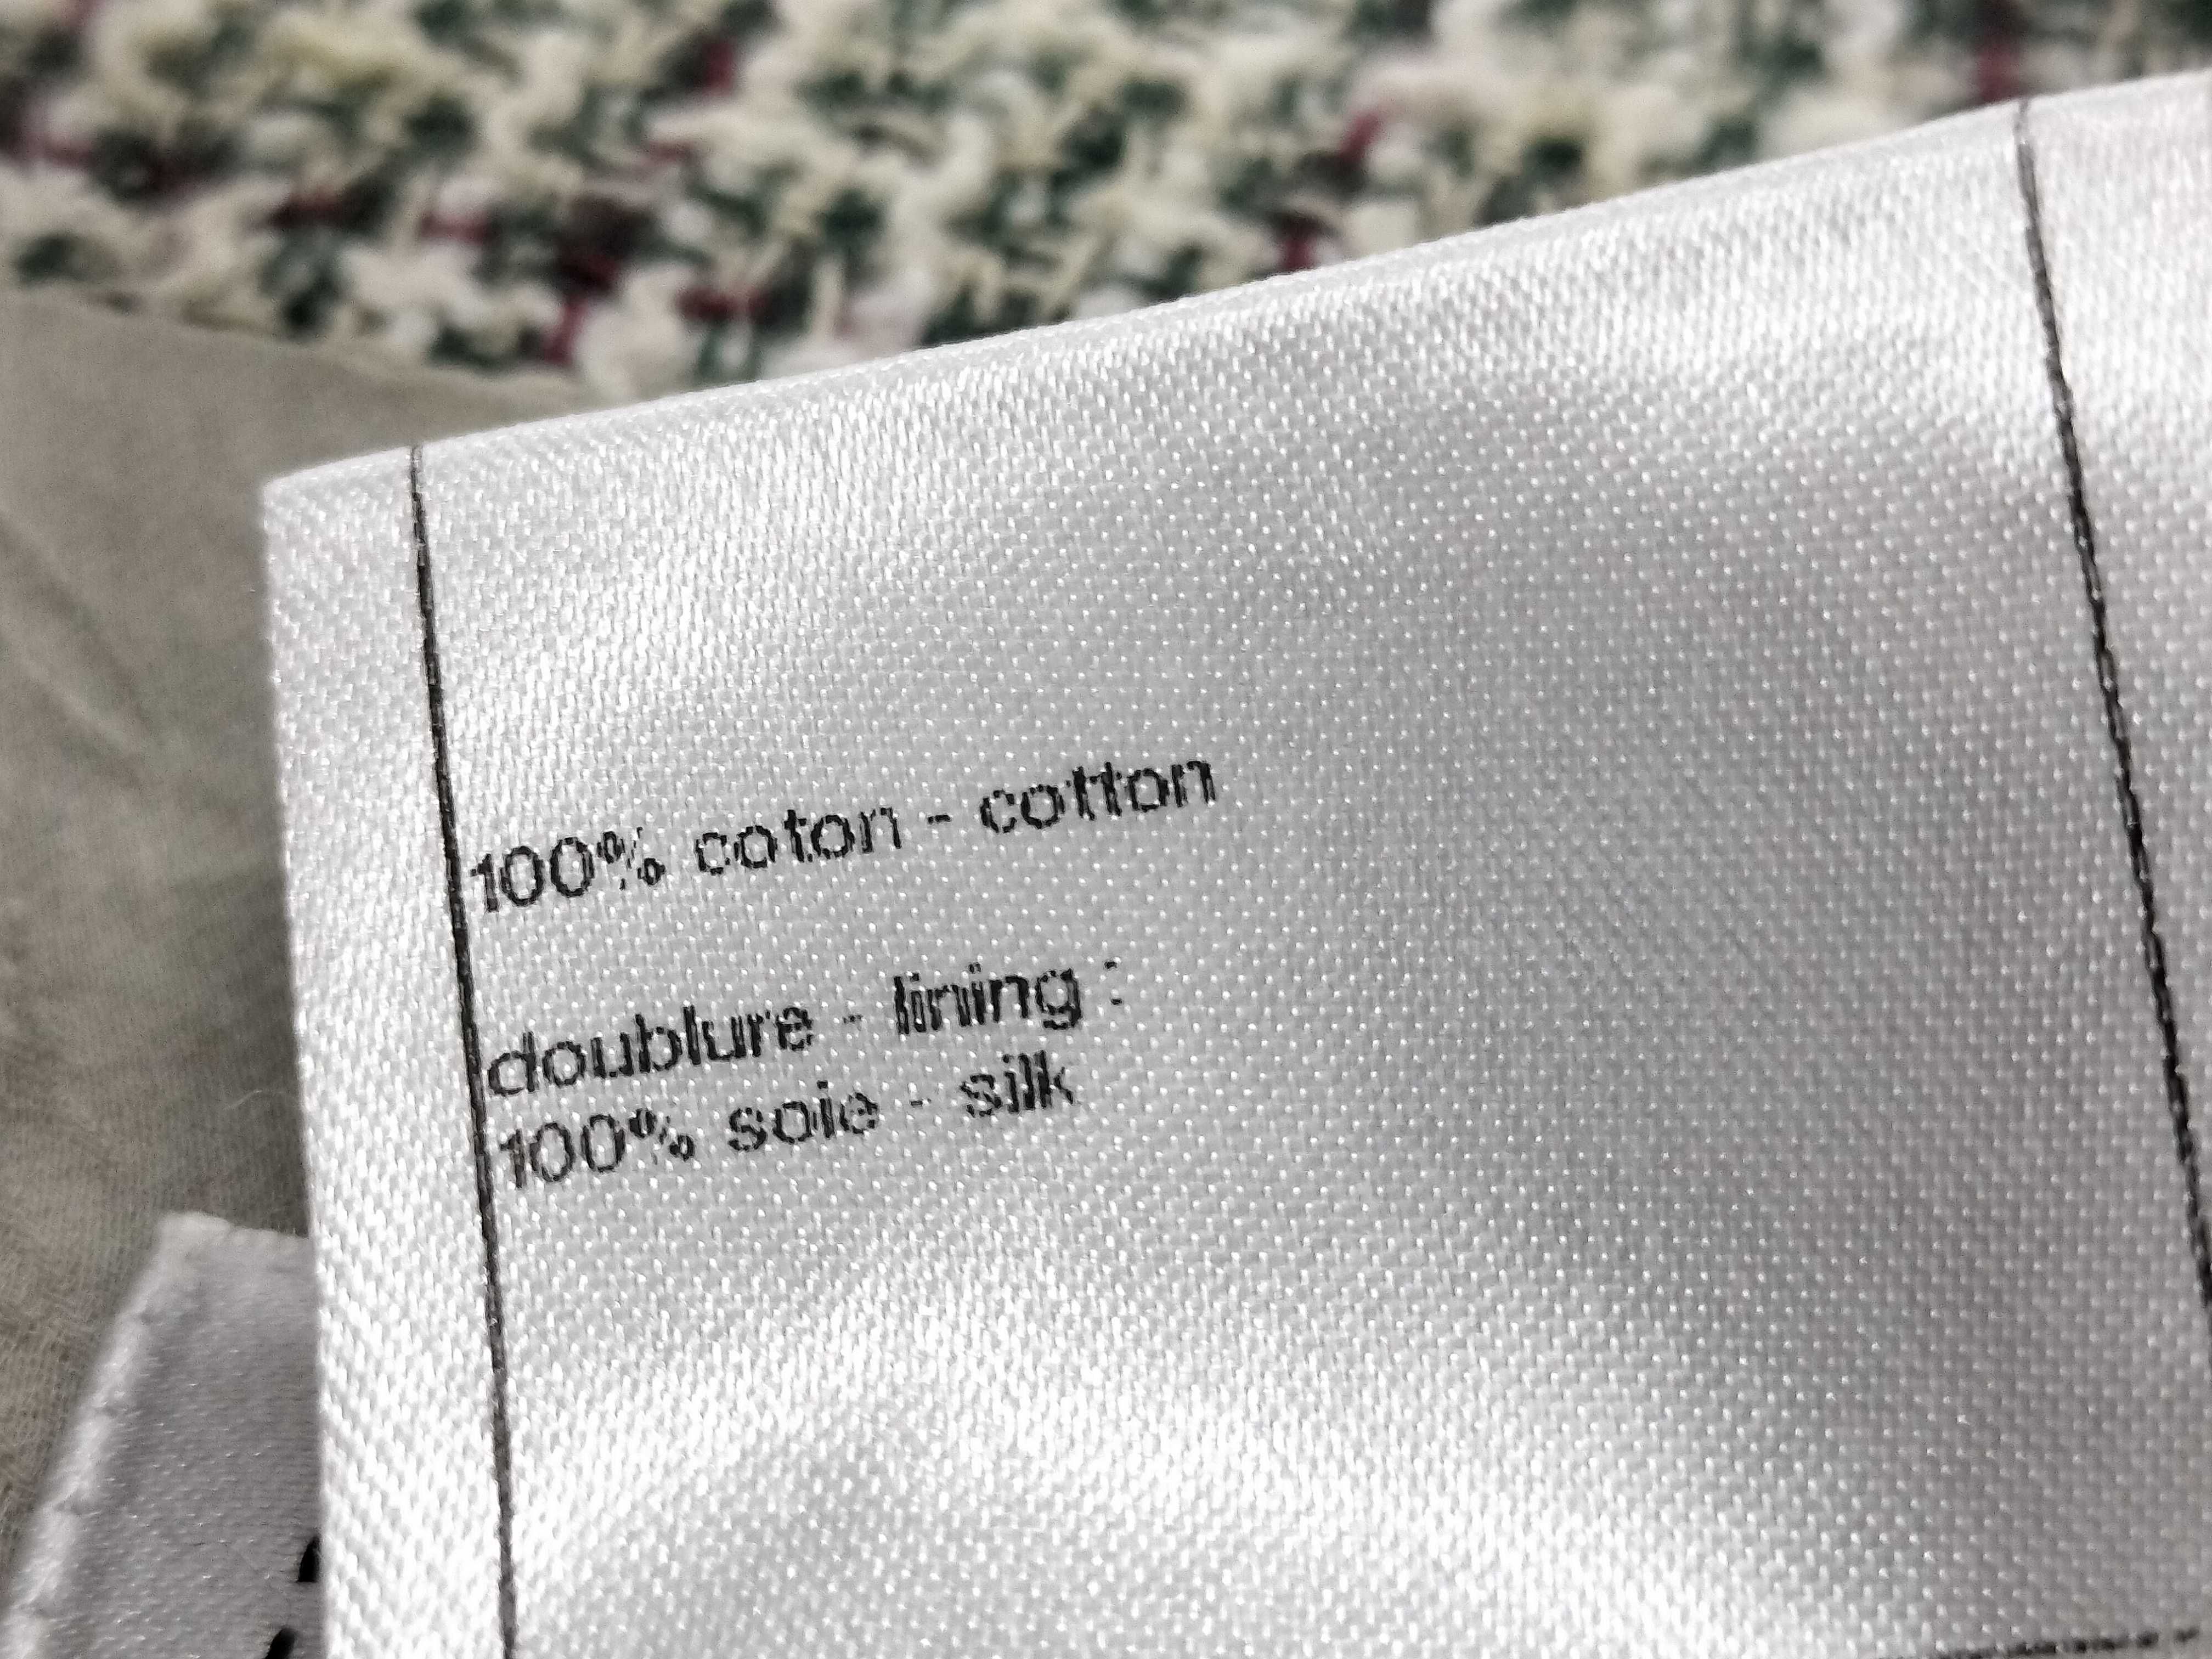 100% coton - cotton
doublure - lining :
100% soie - silk